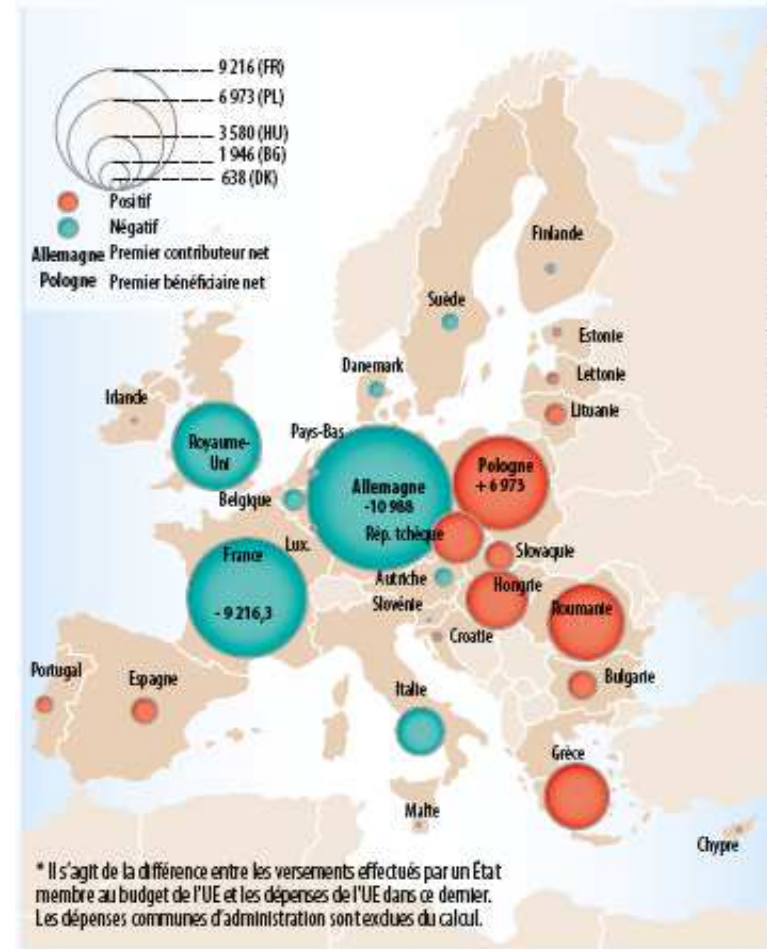 9 216 (FR)
6 973 (PL)
3 580 (HU)
1 946 (BG)
638 (DK)
Positif
Négatif
Allemagne Premier contributeur net
Pologne Premier bénéficiaire net
Finlande
Suède
Estonie
Danemark
Lettonie
Irlande
Lituanie
Royaume-
Uni
Pays-Bas
Pologne
+ 6 973
Allemagne
-10 988
Belgique
Rép. tchèque
Lux.
Slovaquie
France
Autriche
Hongrie
Slovénie
Roumanie
- 9 216,3
Croatie
Portugal
Espagne
Bulgarie
Italie
Grèce
Malte
Chypre
* Il s'agit de la différence entre les versements effectués par un État
membre au budget de l'UE et les dépenses de l'UE dans ce dernier.
Les dépenses communes d'administration sont exclues du calcul.